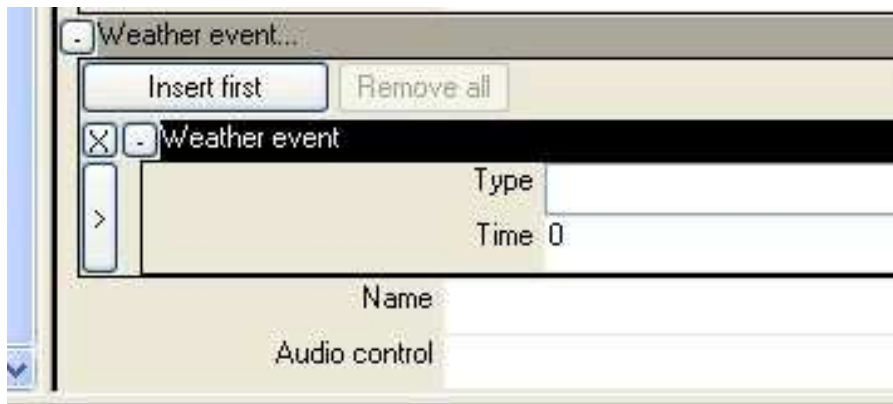 - Weather event...
Insert first Remove all
X - Weather event
Type
> Time 0
Name
Audio control